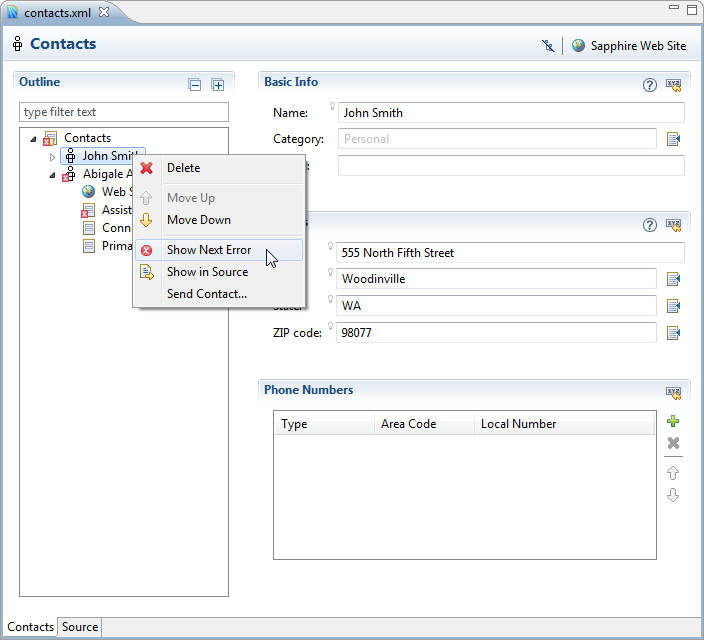 contacts.xml
Contacts
Sapphire Web Site
Outline
type filter text
Contacts
John Smith
Abigale A
Web S
Assist
Conn
Prima
Delete
Move Up
Move Down
Show Next Error
Show in Source
Send Contact...
Basic Info
Name: John Smith
Category: Personal
555 North Fifth Street
Woodinville
State: WA
ZIP code: 98077
Phone Numbers
Type Area Code Local Number
Contacts Source